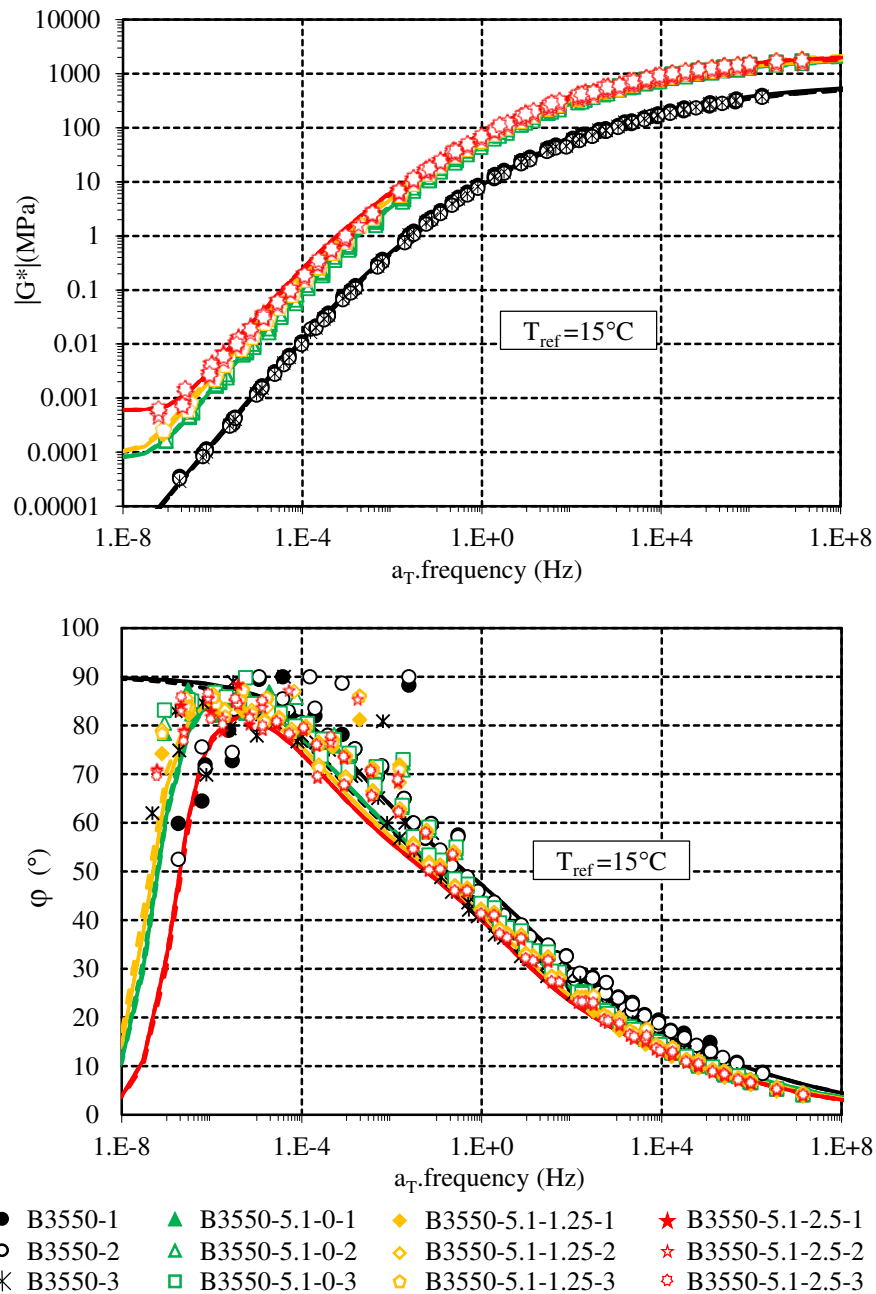 10000
1000
100
10
1
0.1
0.01
0.001
0.0001
0.00001
|G*|(MPa)
T_ref=15°C
1.E-8 1.E-4 1.E+0 1.E+4 1.E+8
a_T.frequency (Hz)
100
90
80
70
60
50
40
30
20
10
0
φ (°)
T_ref=15°C
1.E-8 1.E-4 1.E+0 1.E+4 1.E+8
a_T.frequency (Hz)
B3550-1 B3550-5.1-0-1 B3550-5.1-1.25-1 B3550-5.1-2.5-1
B3550-2 B3550-5.1-0-2 B3550-5.1-1.25-2 B3550-5.1-2.5-2
B3550-3 B3550-5.1-0-3 B3550-5.1-1.25-3 B3550-5.1-2.5-3